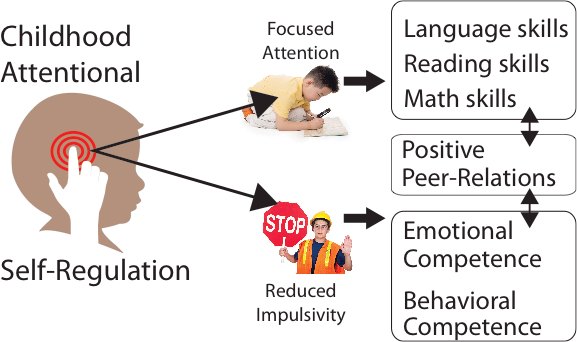 Childhood
Attentional
Self-Regulation
Focused
Attention
STOP
Reduced
Impulsivity
Language skills
Reading skills
Math skills
Positive
Peer-Relations
Emotional
Competence
Behavioral
Competence